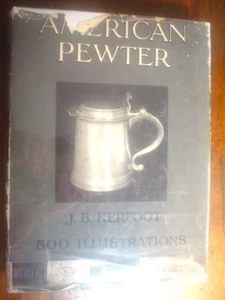 AMERICAN
PEWTER
J. B. KERFOOT
500 ILLUSTRATIONS